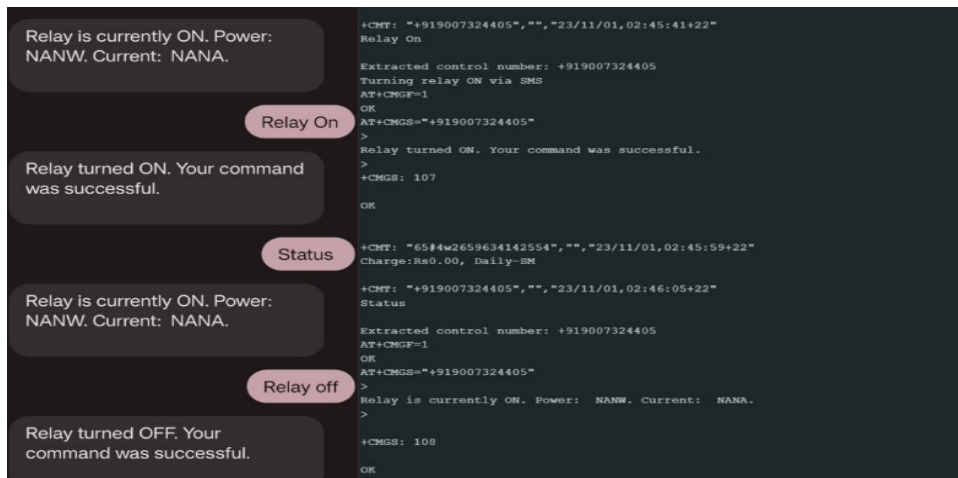 Relay is currently ON. Power:
NANW. Current:  NANA.
Relay On
Relay turned ON. Your command
was successful.
Status
Relay is currently ON. Power:
NANW. Current:  NANA.
Relay off
Relay turned OFF. Your
command was successful.
+CMT: "+919007324405","","23/11/01,02:45:41+22"
Relay On
Extracted control number: +919007324405
Turning relay ON via SMS
AT+CMGF=1
OK
AT+CMGS="+919007324405"
>
Relay turned ON. Your command was successful.
>
+CMGS: 107
OK
+CMT: "65#4w2659634142554","","23/11/01,02:45:59+22"
Charge:Rs0.00, Daily-SM
+CMT: "+919007324405","","23/11/01,02:46:05+22"
Status
Extracted control number: +919007324405
AT+CMGF=1
OK
AT+CMGS="+919007324405"
>
Relay is currently ON. Power:  NANW. Current:  NANA.
>
+CMGS: 108
OK